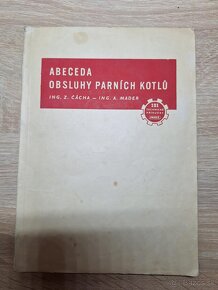 ABECEDA
OBSLUHY PARNÍCH KOTLŮ
ING. Z. ČÁCHA — ING. A. MADER